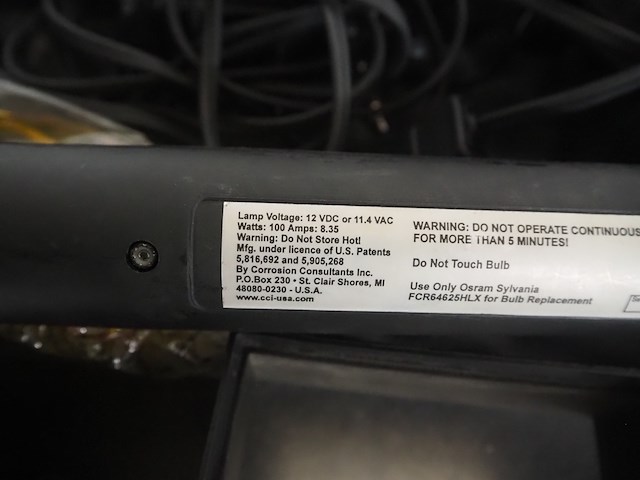 Lamp Voltage: 12 VDC or 11.4 VAC
Watts: 100 Amps: 8.35
Warning: Do Not Store Hot!
Mfg. under licence of U.S. Patents
5,816,692 and 5,905,268
By Corrosion Consultants Inc.
P.O.Box 230 • St. Clair Shores, MI
48080-0230 - U.S.A.
www.cci-usa.com
WARNING: DO NOT OPERATE CONTINUOUS
FOR MORE THAN 5 MINUTES!
Do Not Touch Bulb
Use Only Osram Sylvania
FCR64625HLX for Bulb Replacement